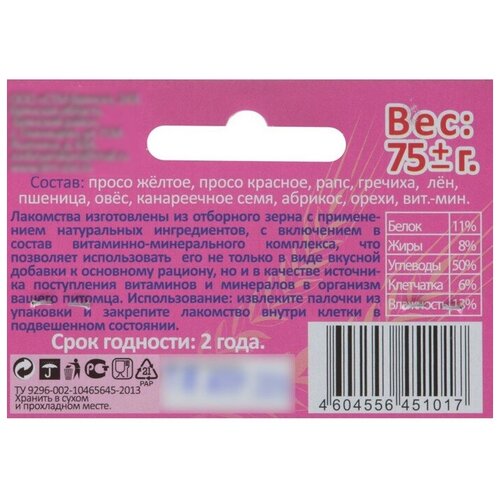 Вес:
75± г.
Состав: просо жёлтое, просо красное, рапс, гречиха, лён,
пшеница, овёс, канареечное семя, абрикос, орехи, вит.-мин.
Лакомства изготовлены из отборного зерна с примене-
нием натуральных ингредиентов, с включением в
состав витаминно-минерального комплекса, что
позволяет использовать его не только в виде вкусной
добавки к основному рациону, но и в качестве источни-
ка поступления витаминов и минералов в организм
вашего питомца. Использование: извлеките палочки из
упаковки и закрепите лакомство внутри клетки в
подвешенном состоянии.
Белок 11%
Жиры 8%
Углеводы 50%
Клетчатка 6%
Влажность 13%
Срок годности: 2 года.
21
PAP
ТУ 9296-002-10465645-2013
Хранить в сухом
и прохладном месте.
4 604556 451017